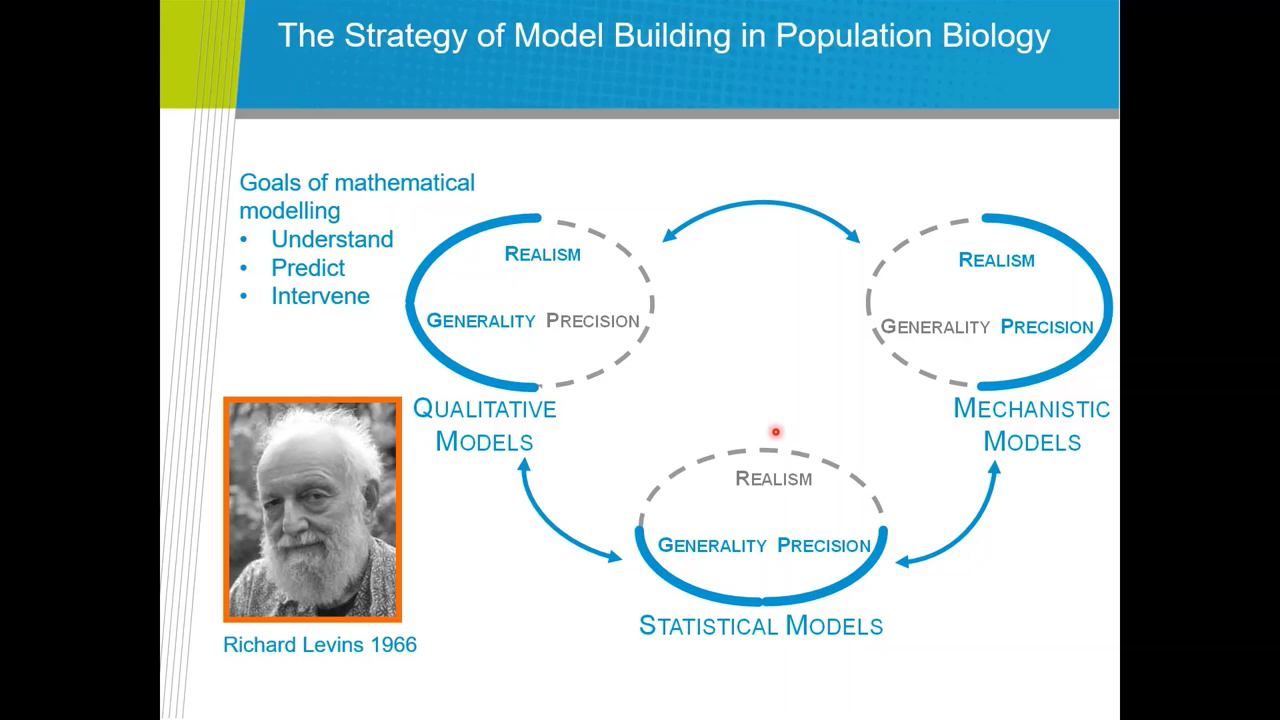 The Strategy of Model Building in Population Biology
Goals of mathematical
modelling
• Understand
• Predict
• Intervene
REALISM
GENERALITY PRECISION
QUALITATIVE
MODELS
REALISM
GENERALITY PRECISION
MECHANISTIC
MODELS
REALISM
GENERALITY PRECISION
STATISTICAL MODELS
Richard Levins 1966